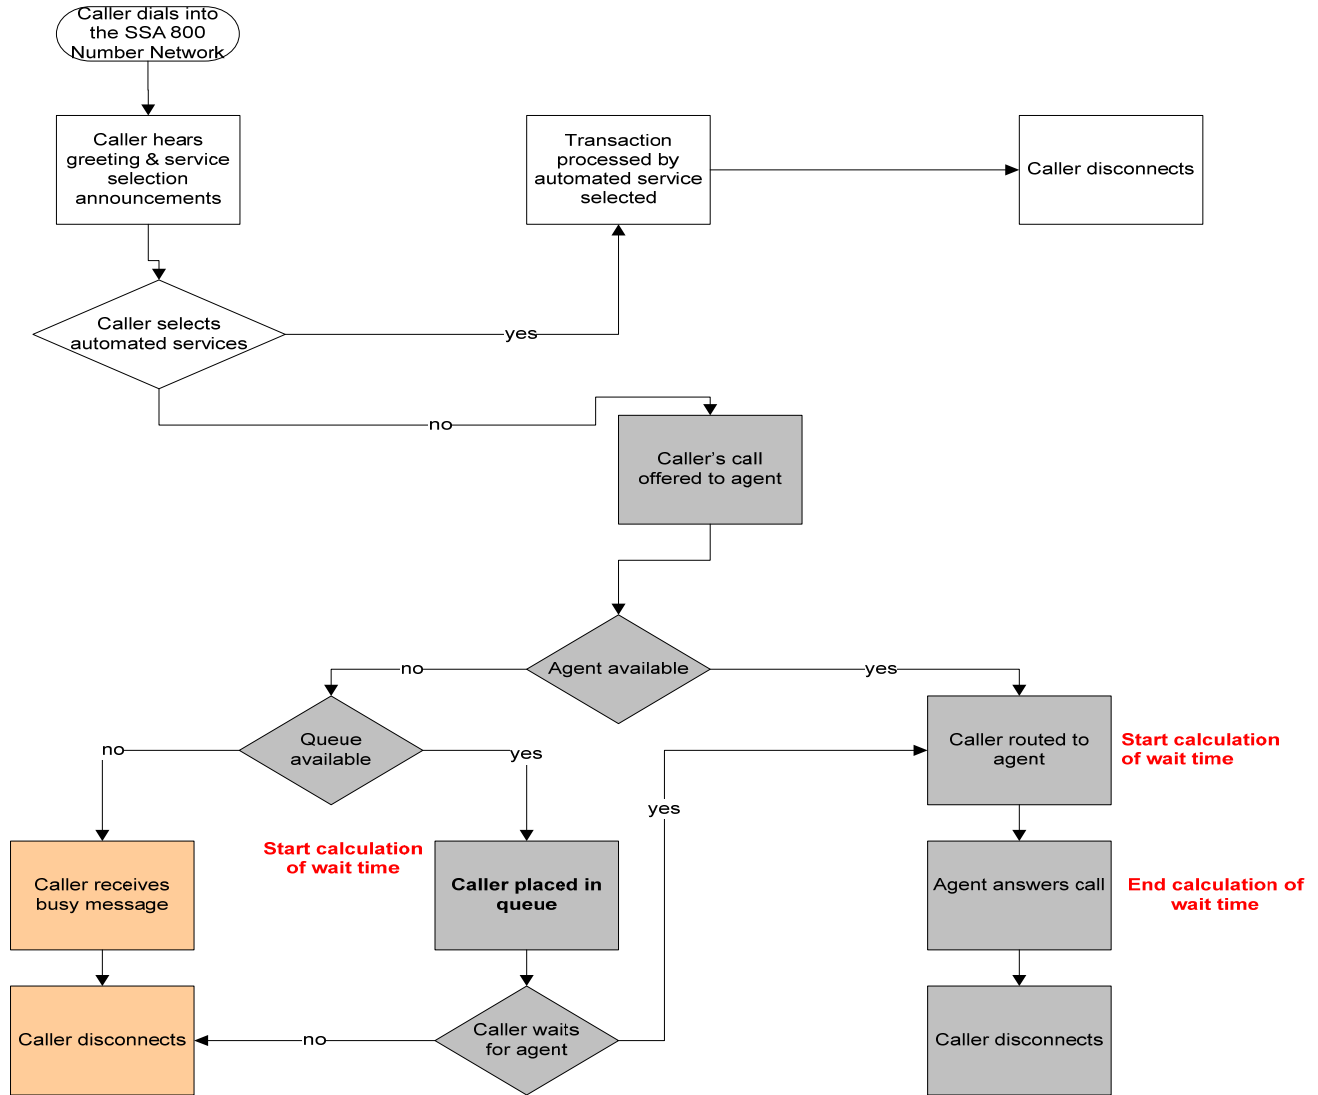 Caller dials into
the SSA 800
Number Network
Caller hears
greeting & service
selection
announcements
Transaction
processed by
automated service
selected
Caller disconnects
Caller selects
automated services
yes
no
Caller's call
offered to agent
Agent available
no
yes
Queue
available
no
yes
Caller routed to
agent
Start calculation
of wait time
yes
Start calculation
of wait time
Caller receives
busy message
Caller placed in
queue
Agent answers call
End calculation of
wait time
Caller disconnects
no
Caller waits
for agent
Caller disconnects